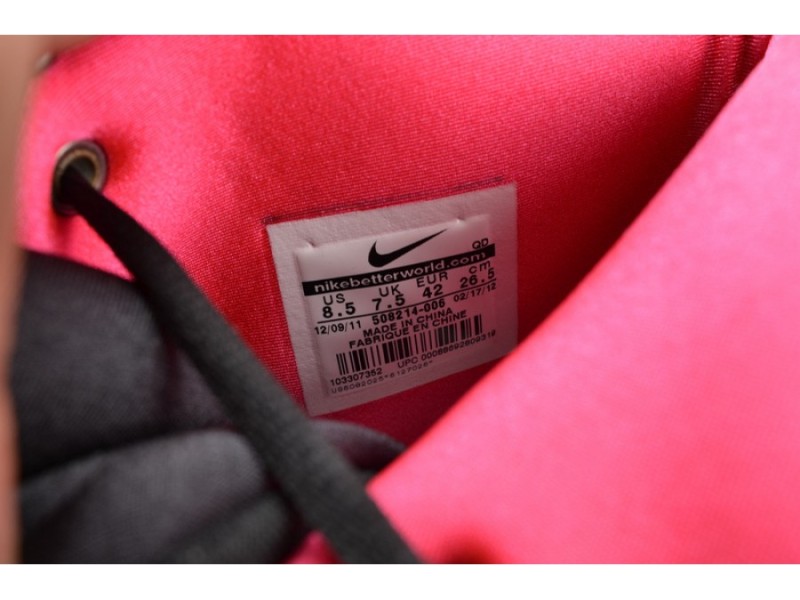 QD
nikebetterworld.com
US UK EUR cm
8.5 7.5 42 26.5
12/09/11 508214-006 02/17/12
MADE IN CHINA
FABRIQUE EN CHINE
103307352 UPC 00088692809318